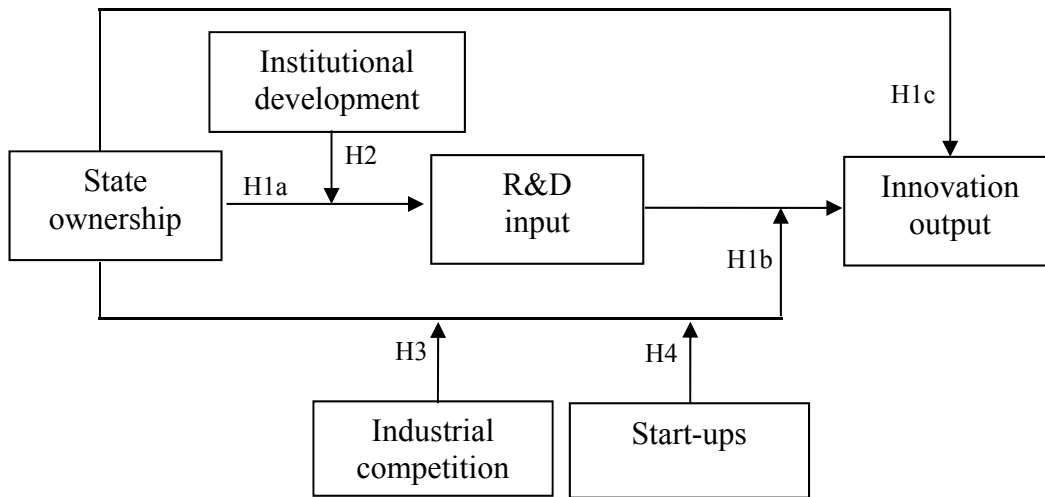 Institutional
development
H1c
H2
State
ownership
H1a
R&D
input
Innovation
output
H1b
H3
H4
Industrial
competition
Start-ups